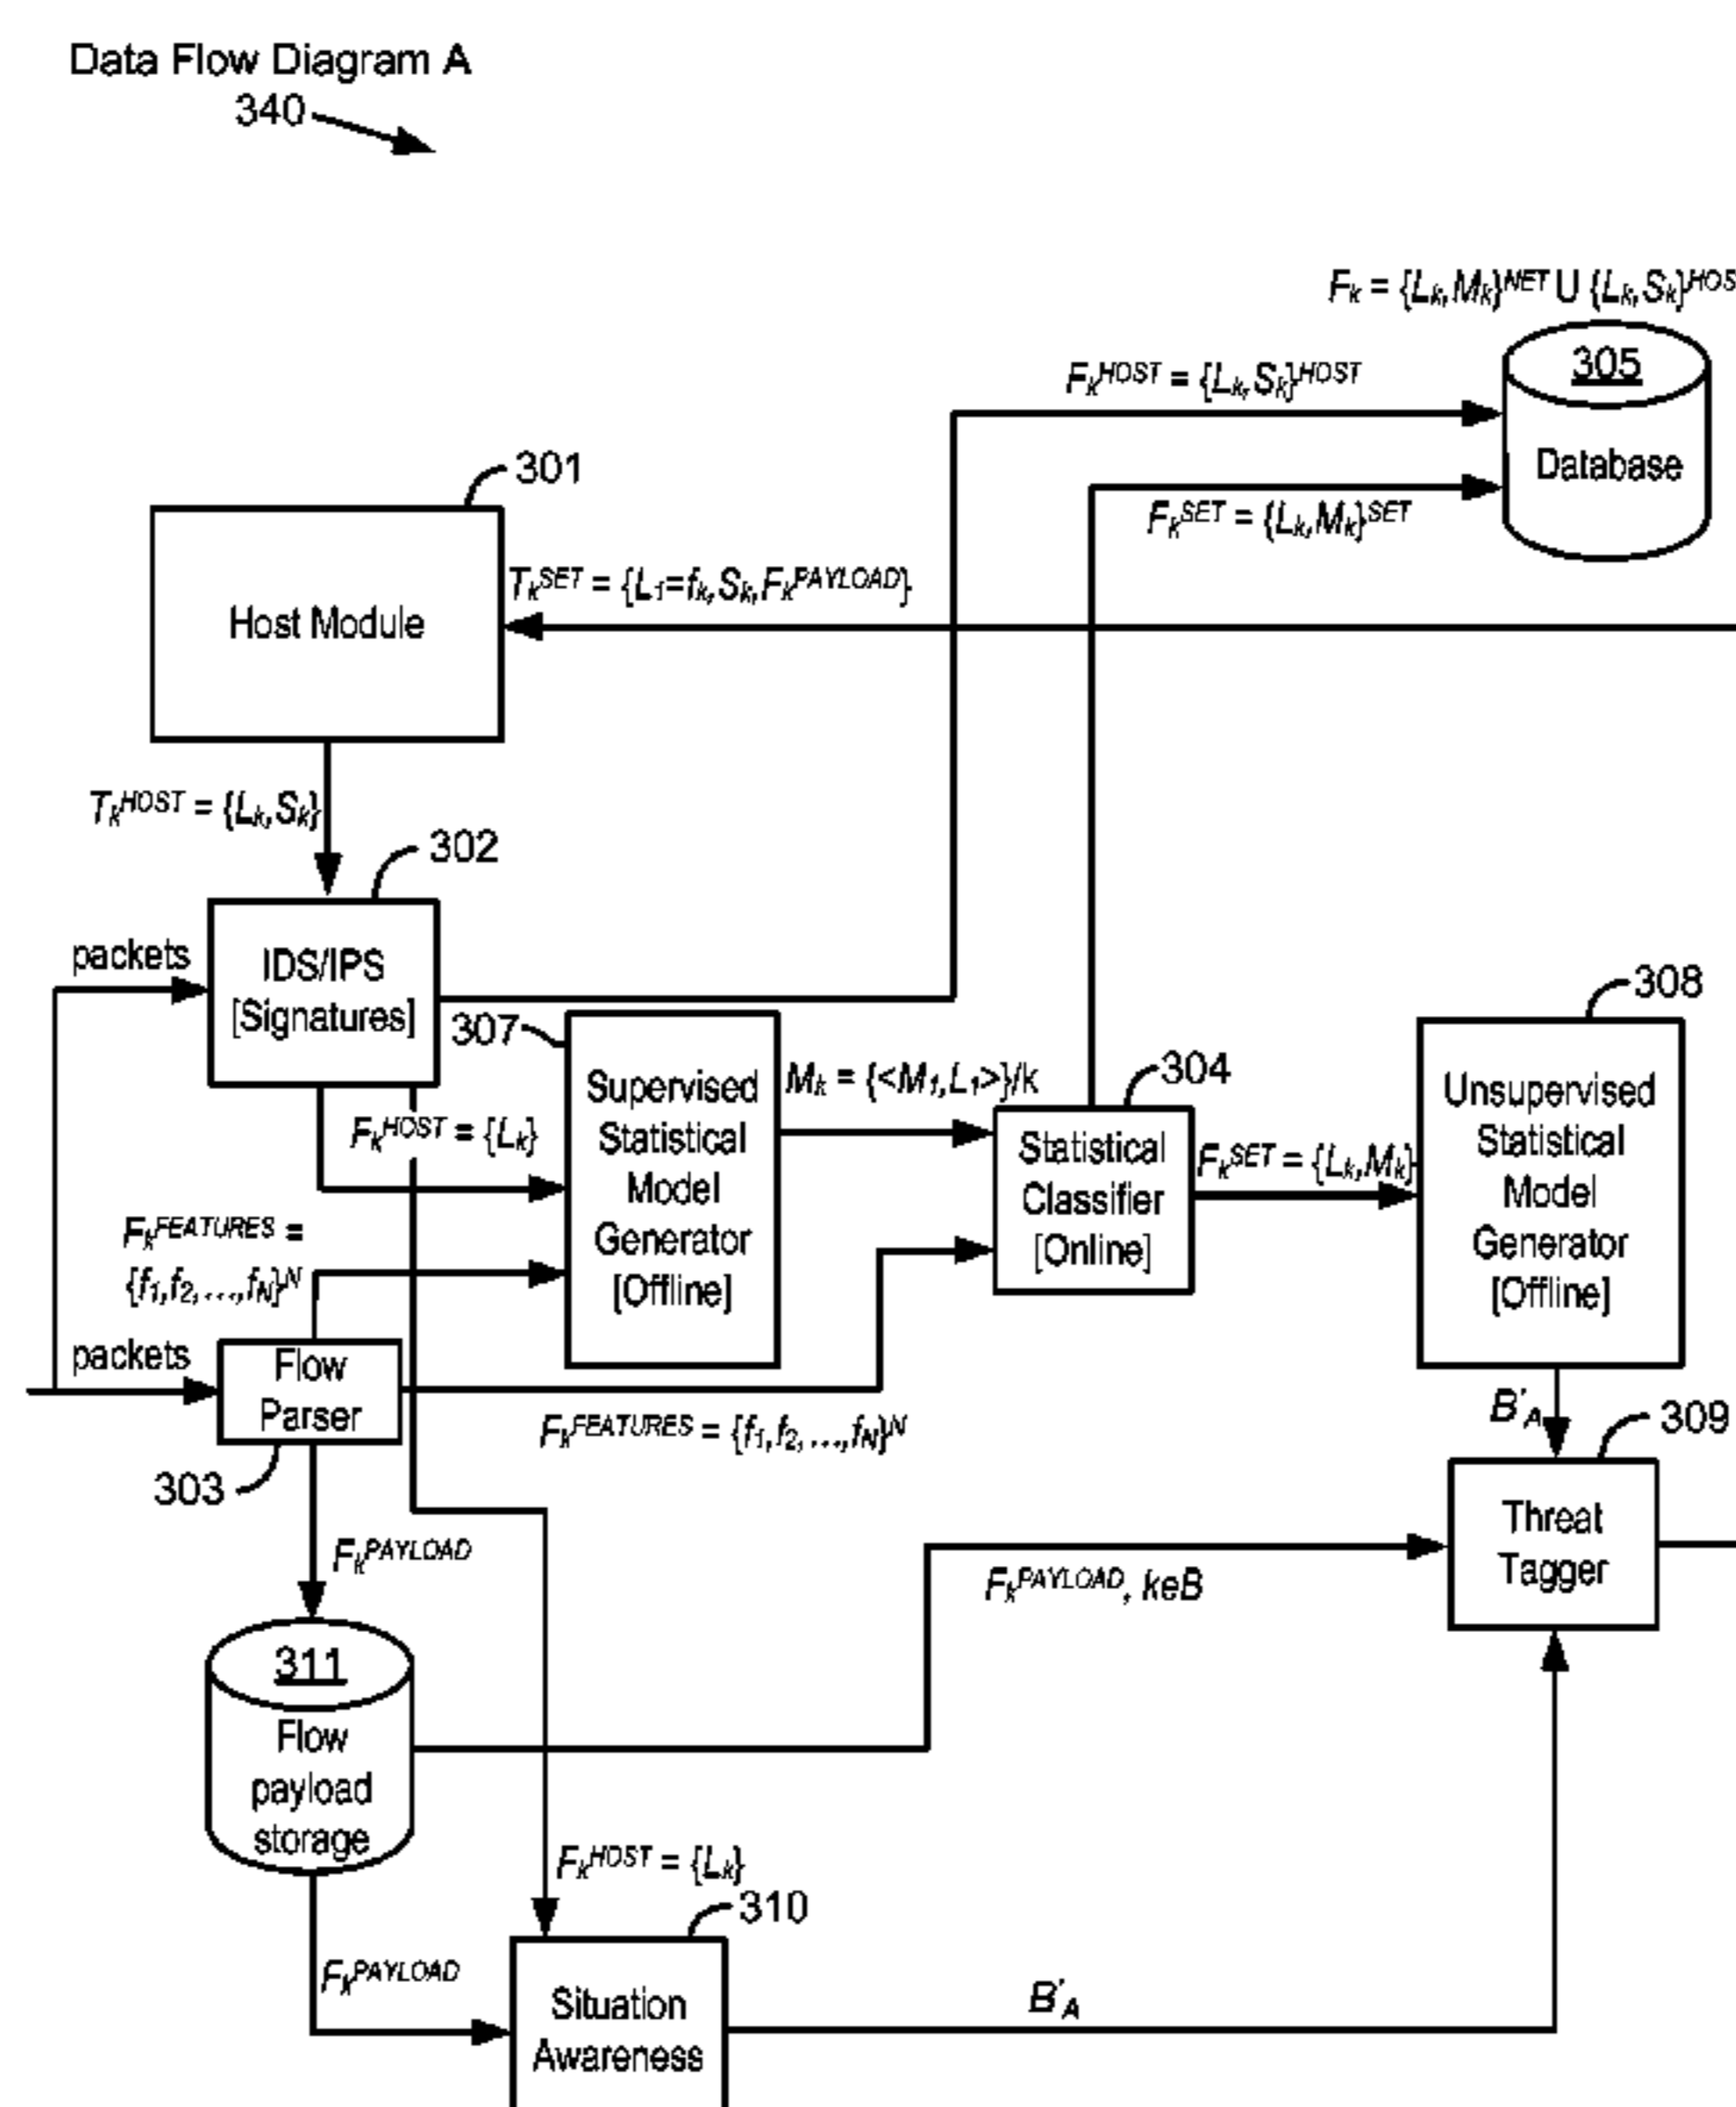 Data Flow Diagram A
340
Fk = {Lk,Mk}NET U {Lk,Sk}HOS
305
Database
FkHOST = {Lk,Sk}HOST
FkSET = {Lk,Mk}SET
301
Host Module
TkSET = {L1=fk,Sk,FkPAYLOAD}
TkHOST = {Lk,Sk}
302
packets
IDS/IPS
[Signatures]
307
Supervised
Statistical
Model
Generator
[Offline]
Mk = {<M1,L1>}/k
304
Statistical
Classifier
[Online]
308
Unsupervised
Statistical
Model
Generator
[Offline]
FkSET = {Lk,Mk}
FkHOST = {Lk}
FkFEATURES =
{f1,f2,...,fN}N
packets
Flow
Parser
303
FkFEATURES = {f1,f2,...,fN}N
B'A
309
Threat
Tagger
FkPAYLOAD
FkPAYLOAD, keB
311
Flow
payload
storage
FkHOST = {Lk}
310
FkPAYLOAD
Situation
Awareness
B'A